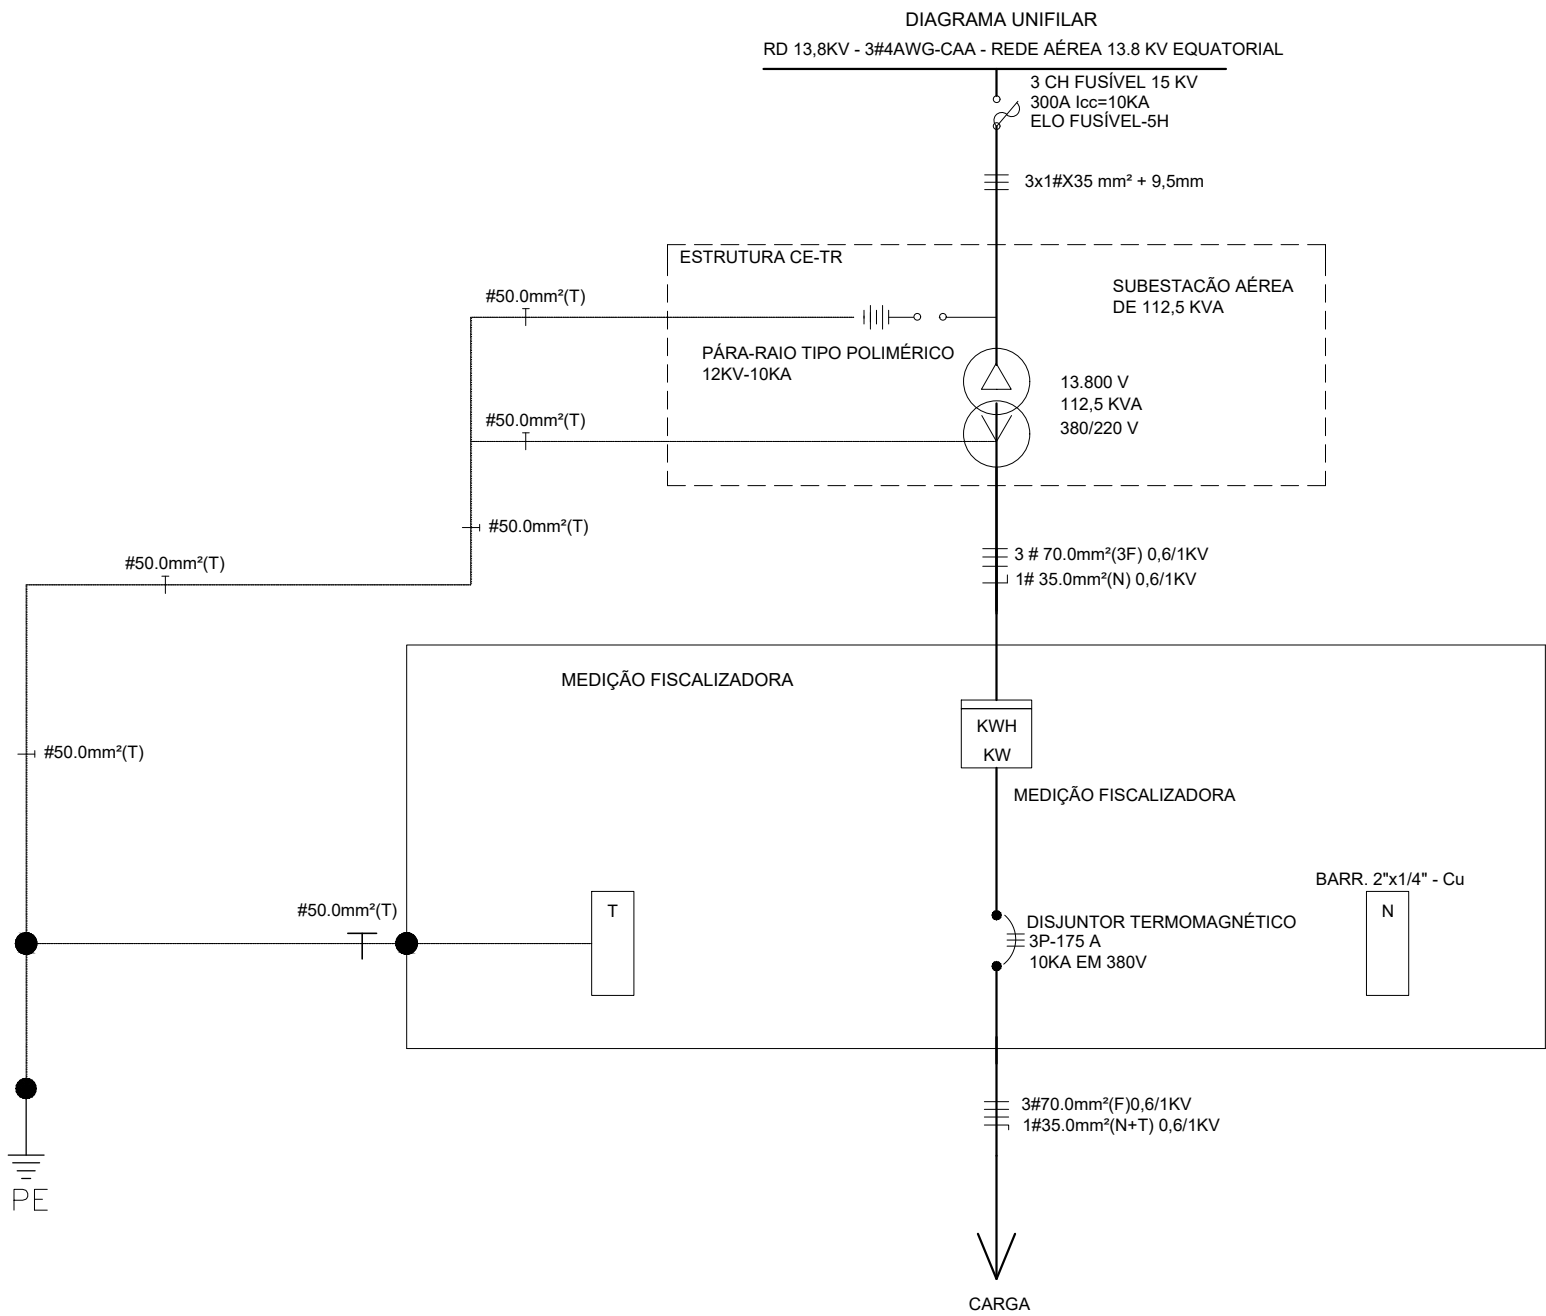 DIAGRAMA UNIFILAR
RD 13,8KV - 3#4AWG-CAA - REDE AÉREA 13.8 KV EQUATORIAL
3 CH FUSÍVEL 15 KV
300A Icc=10KA
ELO FUSÍVEL-5H
3x1#X35 mm² + 9,5mm
ESTRUTURA CE-TR
SUBESTACÃO AÉREA
DE 112,5 KVA
#50.0mm²(T)
PÁRA-RAIO TIPO POLIMÉRICO
12KV-10KA
13.800 V
112,5 KVA
380/220 V
#50.0mm²(T)
#50.0mm²(T)
#50.0mm²(T)
3 # 70.0mm²(3F) 0,6/1KV
1# 35.0mm²(N) 0,6/1KV
MEDIÇÃO FISCALIZADORA
KWH
KW
#50.0mm²(T)
MEDIÇÃO FISCALIZADORA
BARR. 2"x1/4" - Cu
#50.0mm²(T)
T
N
DISJUNTOR TERMOMAGNÉTICO
3P-175 A
10KA EM 380V
3#70.0mm²(F)0,6/1KV
1#35.0mm²(N+T) 0,6/1KV
PE
CARGA